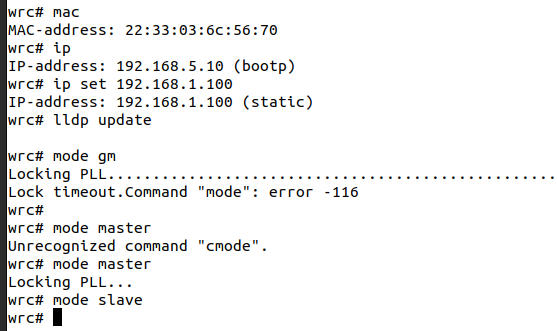 wrc# mac
MAC-address: 22:33:03:6c:56:70
wrc# ip
IP-address: 192.168.5.10 (bootp)
wrc# ip set 192.168.1.100
IP-address: 192.168.1.100 (static)
wrc# lldp update
wrc# mode gm
Locking PLL..................................................
Lock timeout.Command "mode": error -116
wrc#
wrc# mode master
Unrecognized command "cmode".
wrc# mode master
Locking PLL...
wrc# mode slave
wrc#